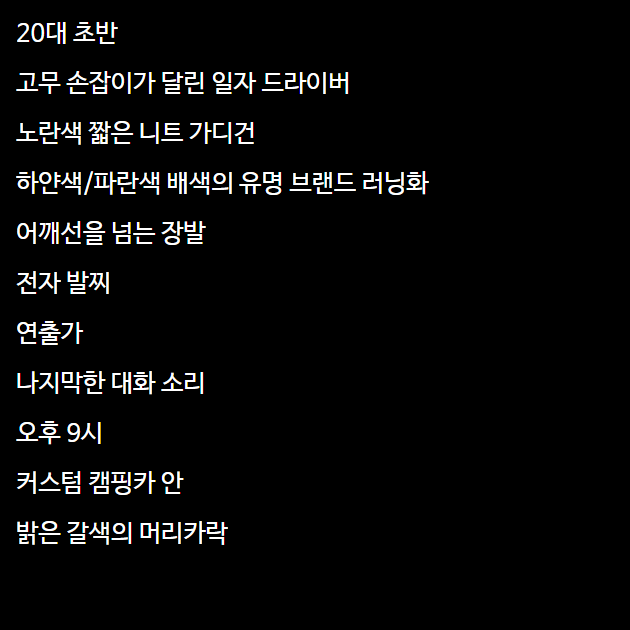 20대 초반
고무 손잡이가 달린 일자 드라이버
노란색 짧은 니트 가디건
하얀색/파란색 배색의 유명 브랜드 러닝화
어깨선을 넘는 장발
전자 발찌
연출가
나지막한 대화 소리
오후 9시
커스텀 캠핑카 안
밝은 갈색의 머리카락